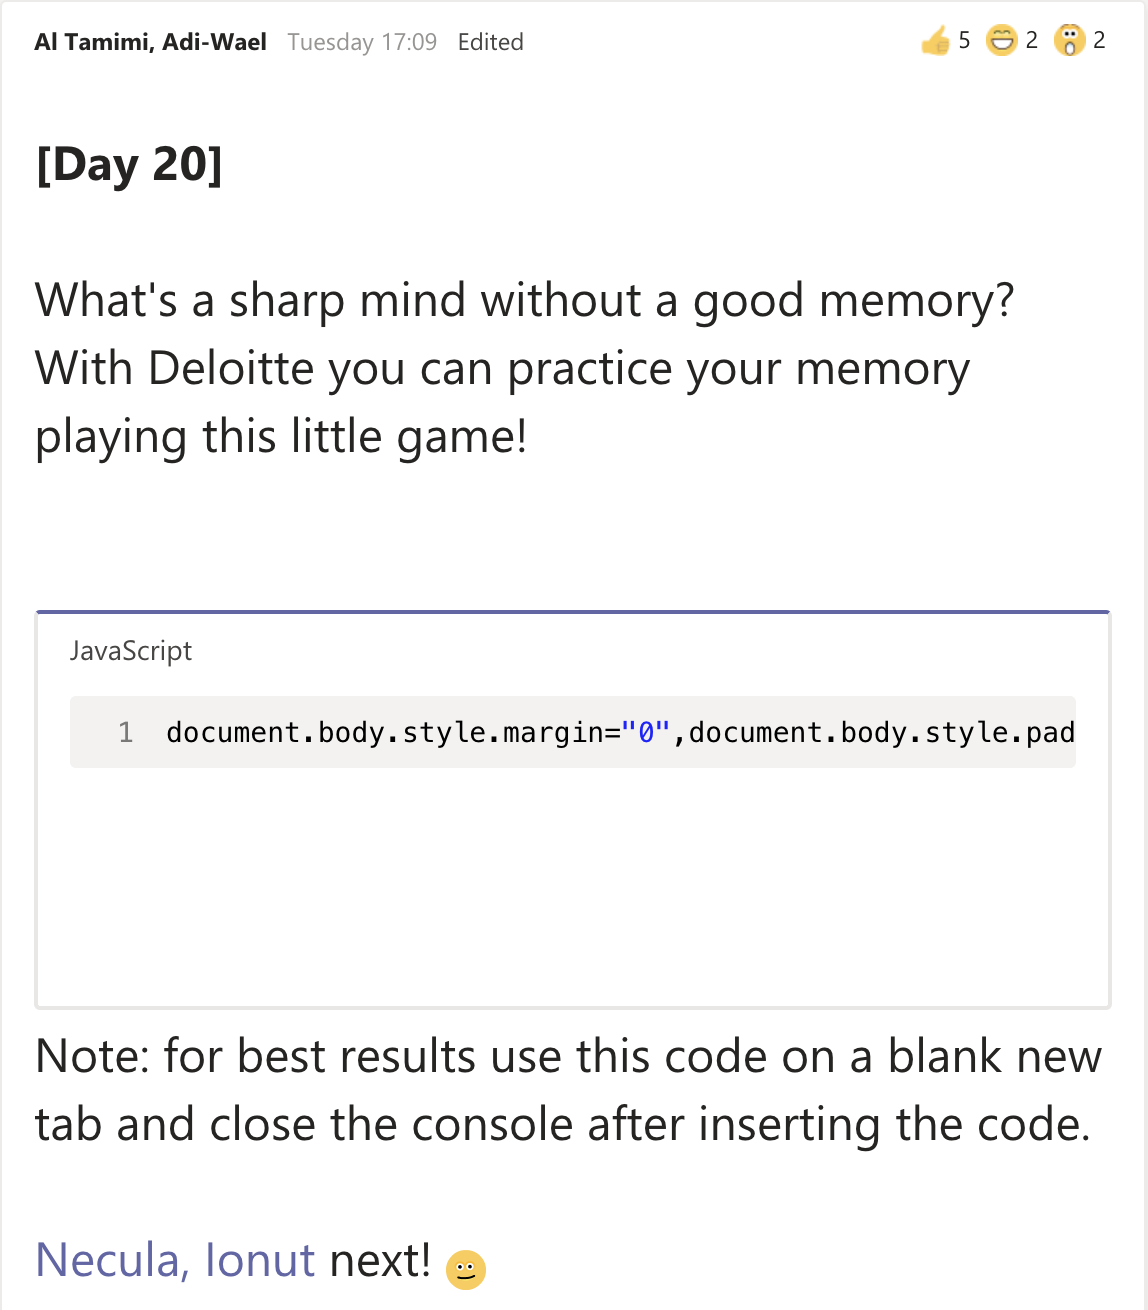 Al Tamimi, Adi-Wael Tuesday 17:09 Edited 5 2 2
[Day 20]
What's a sharp mind without a good memory?
With Deloitte you can practice your memory
playing this little game!
JavaScript
1 document.body.style.margin="0",document.body.style.pad
Note: for best results use this code on a blank new
tab and close the console after inserting the code.
Necula, Ionut next!